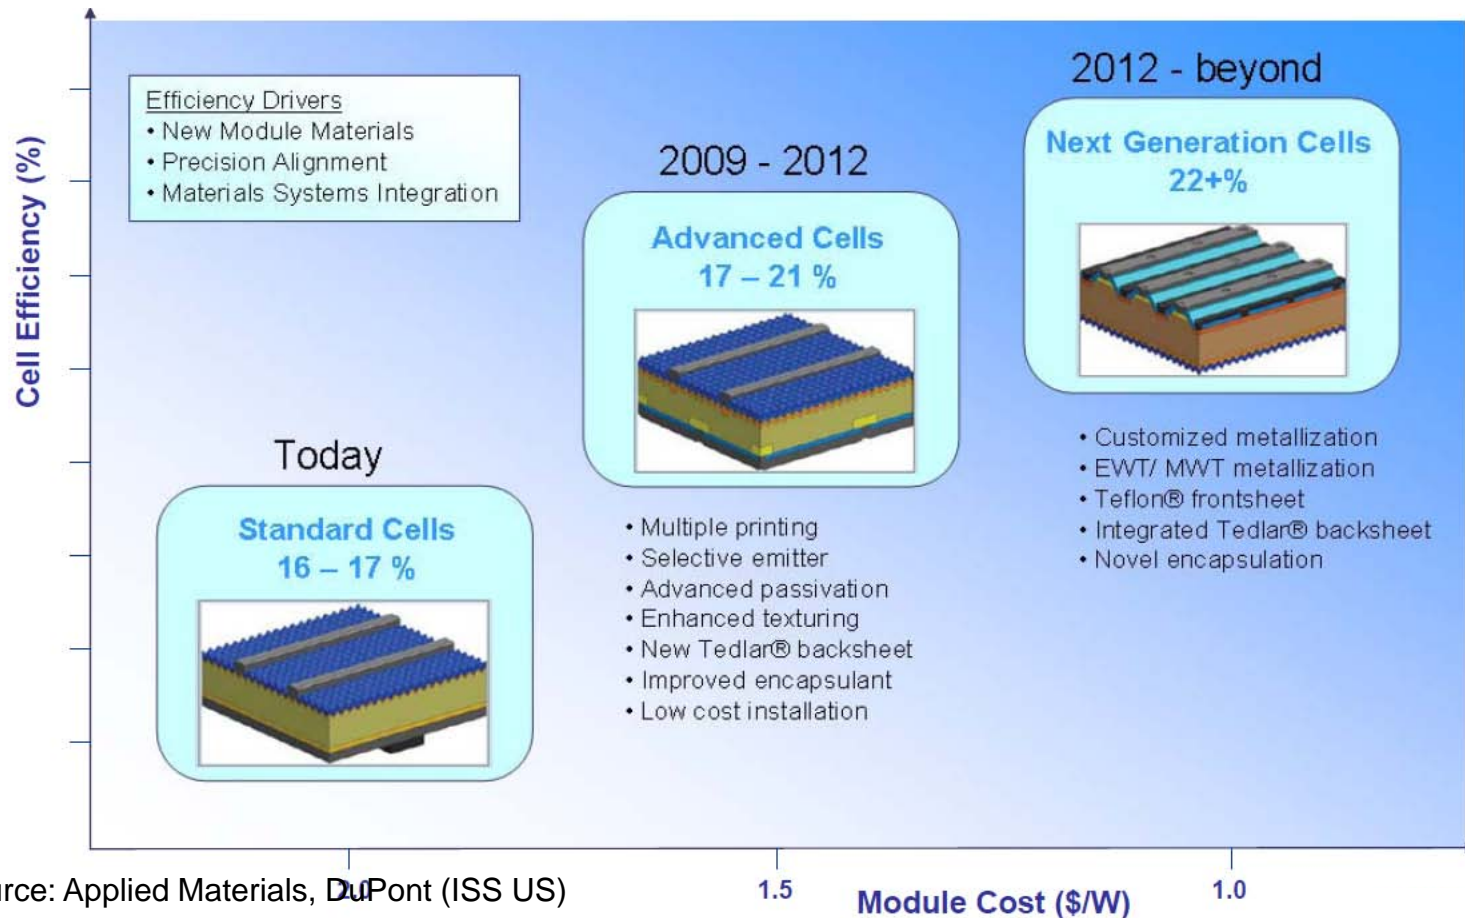 2012 - beyond
Efficiency Drivers
• New Module Materials
• Precision Alignment
• Materials Systems Integration
Next Generation Cells
22+%
2009 - 2012
Advanced Cells
17 – 21 %
Cell Efficiency (%)
Today
Standard Cells
16 – 17 %
• Multiple printing
• Selective emitter
• Advanced passivation
• Enhanced texturing
• New Tedlar® backsheet
• Improved encapsulant
• Low cost installation
• Customized metallization
• EWT/ MWT metallization
• Teflon® frontsheet
• Integrated Tedlar® backsheet
• Novel encapsulation
2.0
1.5
1.0
urce: Applied Materials, DuPont (ISS US)
Module Cost ($/W)